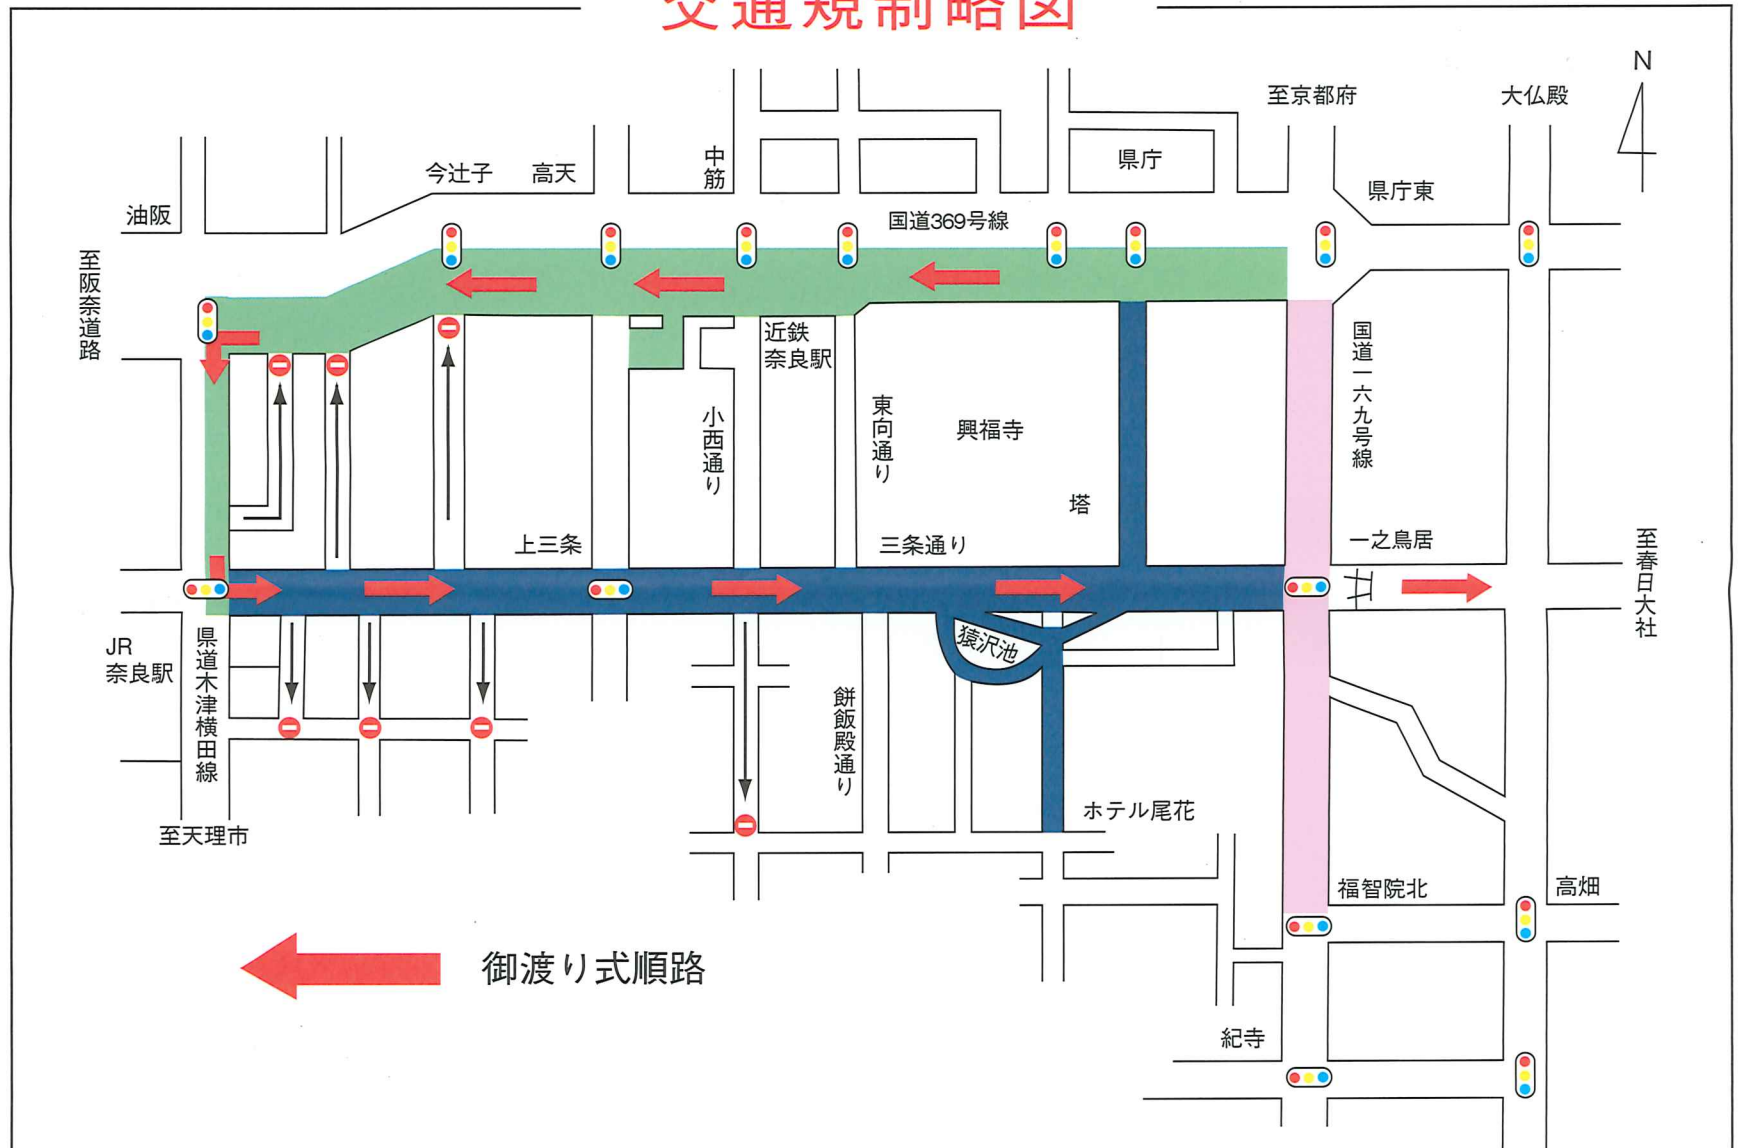 交通規制略図
N
至京都府
大仏殿
中筋
県庁
今辻子
高天
県庁東
油阪
国道369号線
至阪奈道路
近鉄
奈良駅
国道一六九号線
東向通り
小西通り
興福寺
塔
上三条
三条通り
一之鳥居
至春日大社
JR
奈良駅
県道木津横田線
猿沢池
餅飯殿通り
ホテル尾花
至天理市
福智院北
高畑
御渡り式順路
紀寺